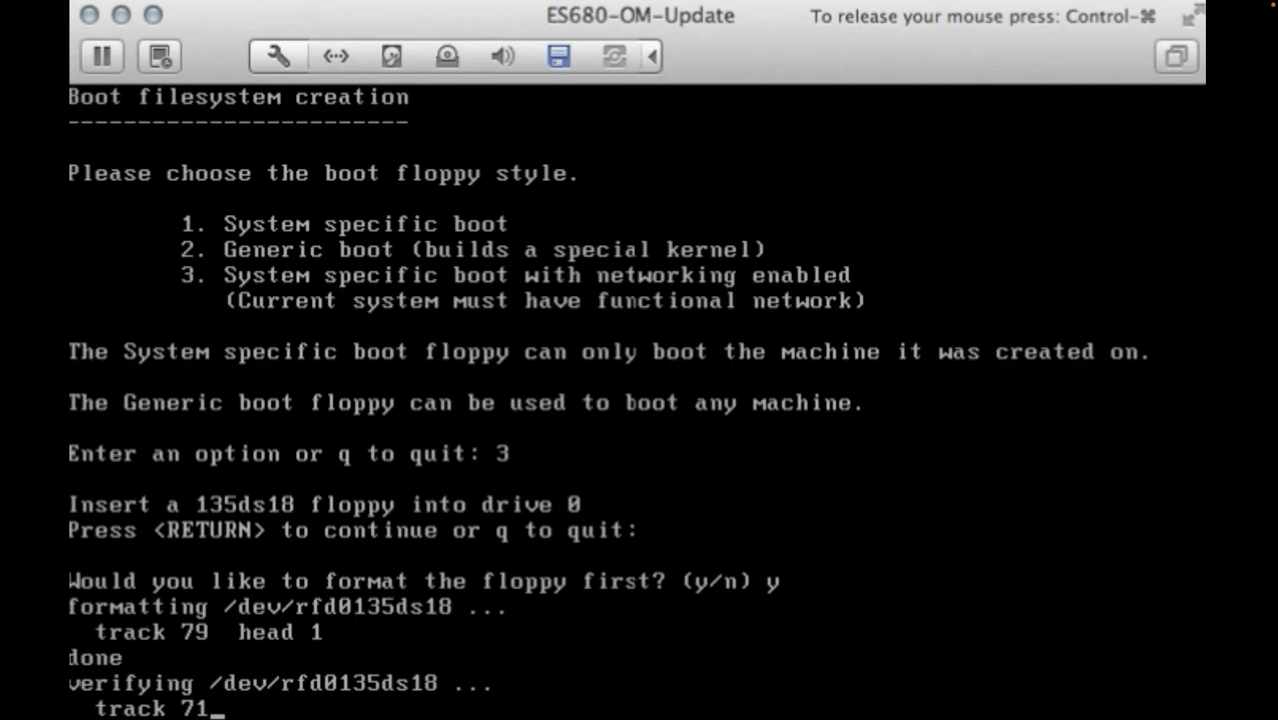 ES680-OM-Update
To release your mouse press: Control-⌘
Boot filesystem creation
------------------------
Please choose the boot floppy style.
1. System specific boot
2. Generic boot (builds a special kernel)
3. System specific boot with networking enabled
(Current system must have functional network)
The System specific boot floppy can only boot the machine it was created on.
The Generic boot floppy can be used to boot any machine.
Enter an option or q to quit: 3
Insert a 135ds18 floppy into drive 0
Press <RETURN> to continue or q to quit:
Would you like to format the floppy first? (y/n) y
formatting /dev/rfd0135ds18 ...
track 79  head 1
done
verifying /dev/rfd0135ds18 ...
track 71_